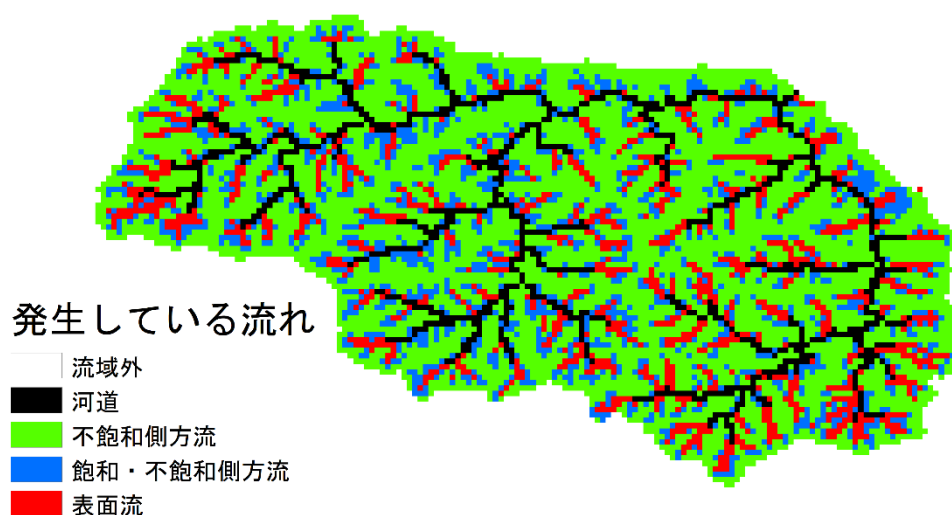 発生している流れ
流域外
河道
不飽和側方流
飽和・不飽和側方流
表面流